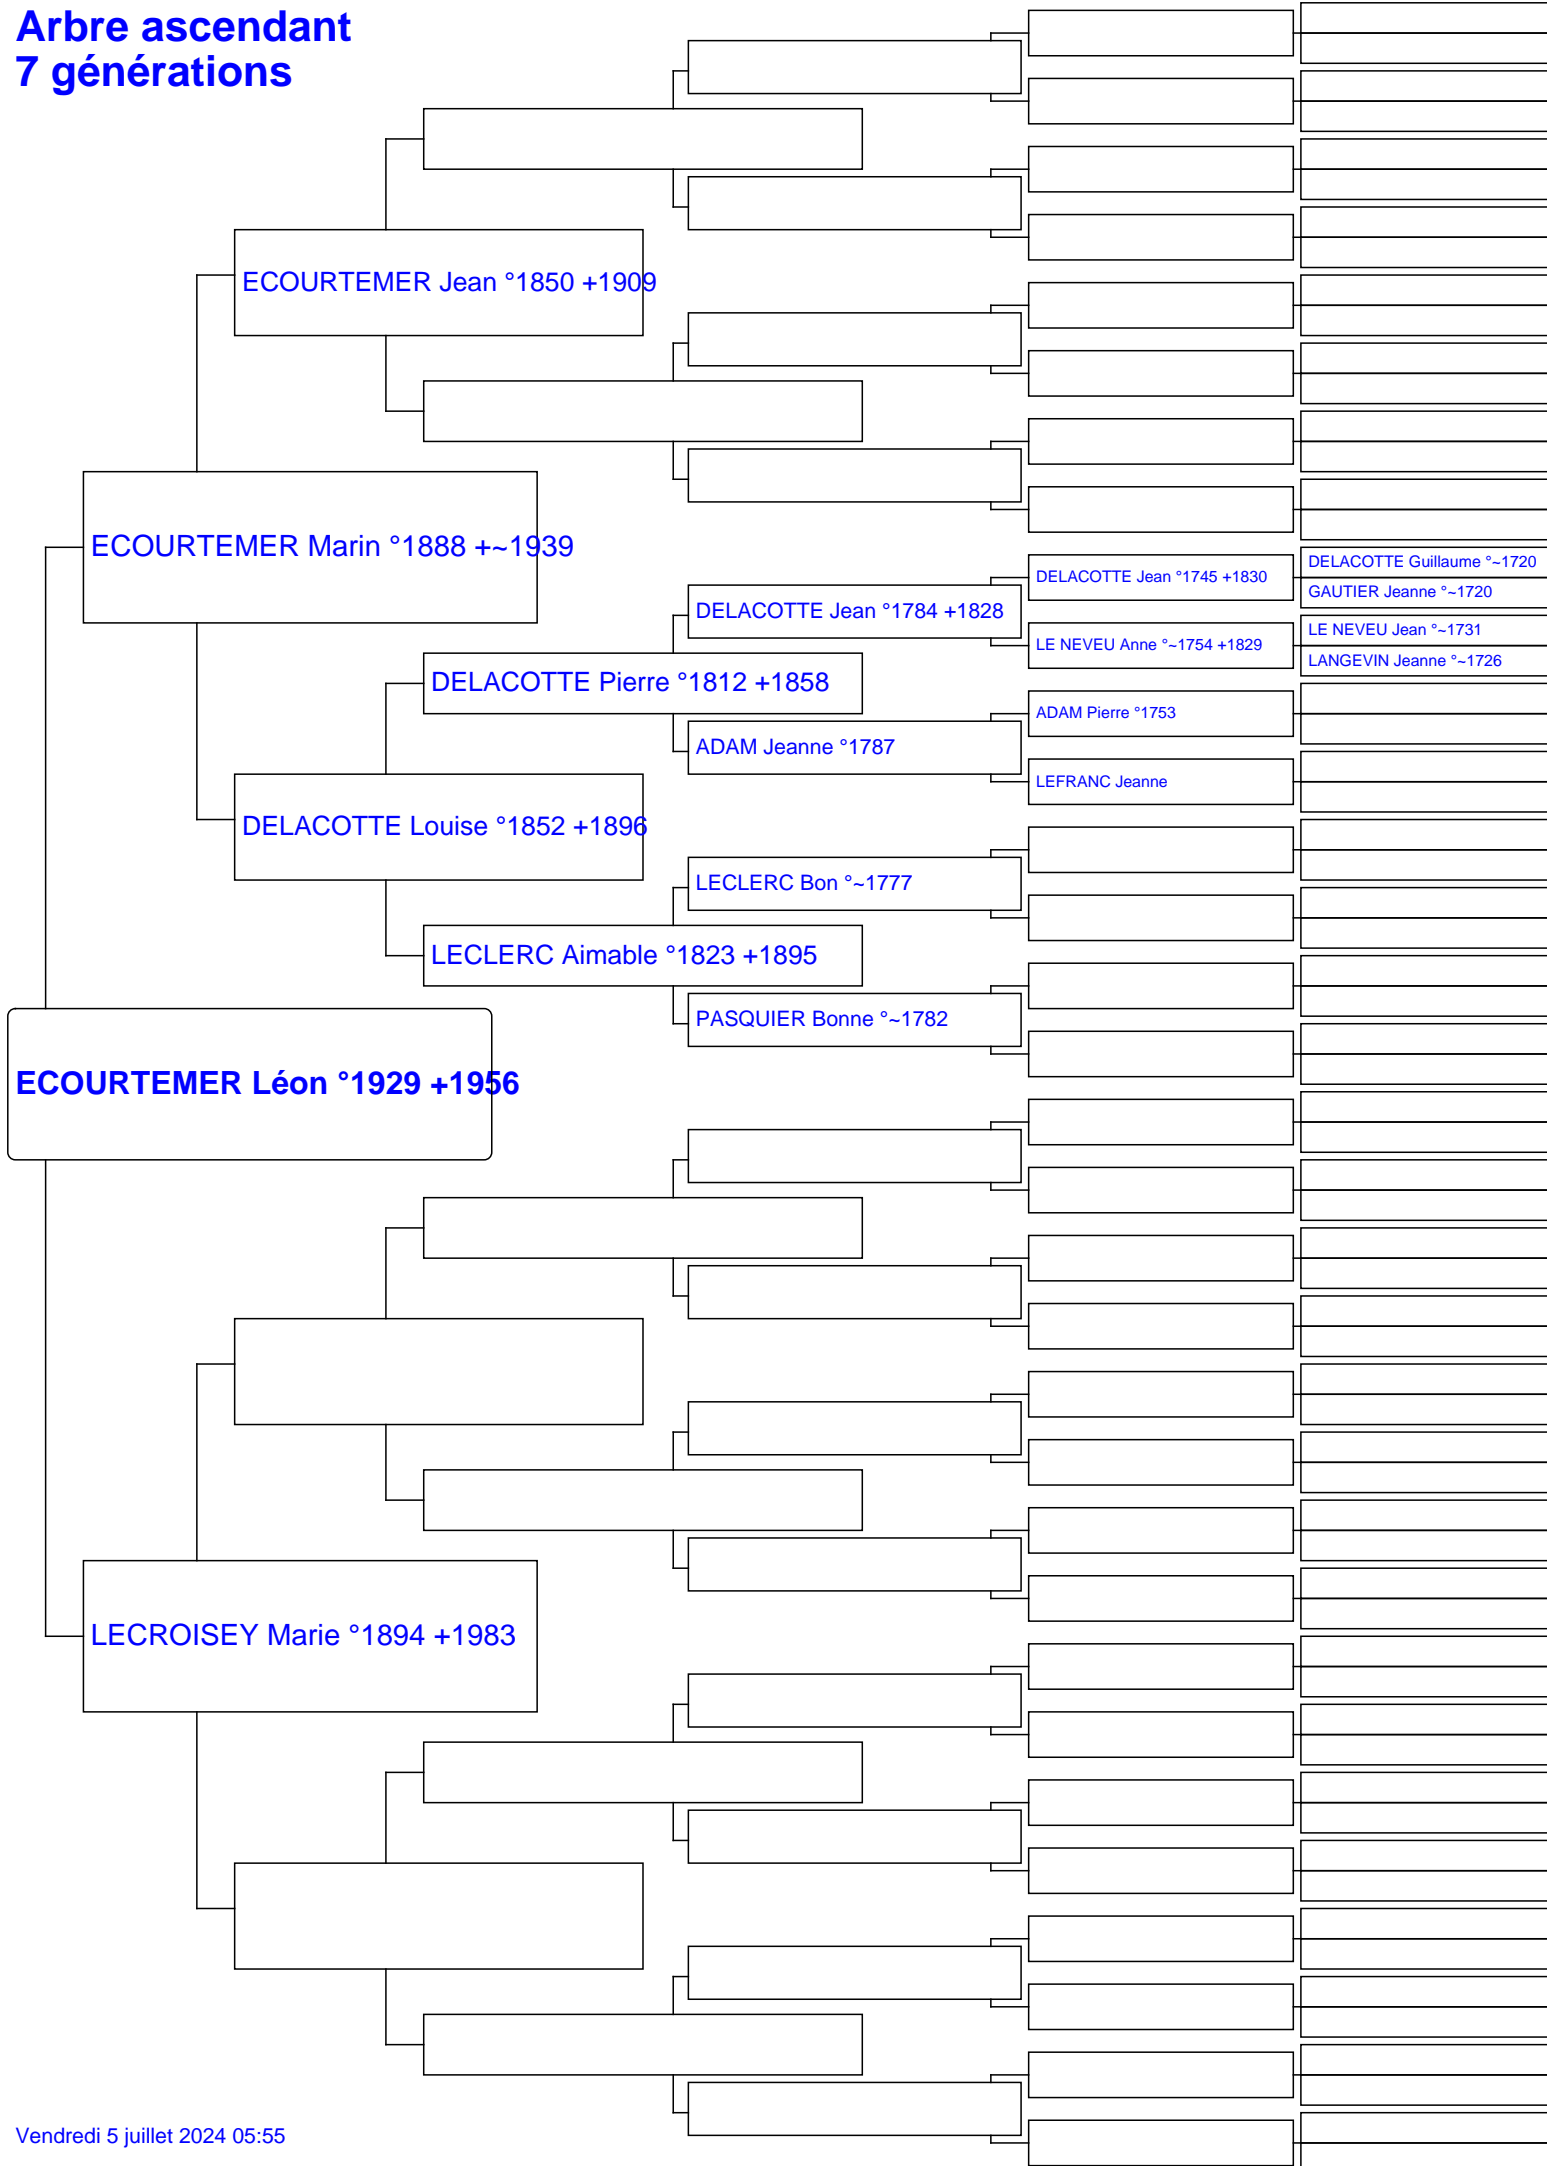 Arbre ascendant
7 générations
ECOURTEMER Jean °1850 +1909
ECOURTEMER Marin °1888 +~1939
DELACOTTE Guillaume °~1720
DELACOTTE Jean °1745 +1830
GAUTIER Jeanne °~1720
DELACOTTE Jean °1784 +1828
LE NEVEU Jean °~1731
LE NEVEU Anne °~1754 +1829
LANGEVIN Jeanne °~1726
DELACOTTE Pierre °1812 +1858
ADAM Pierre °1753
ADAM Jeanne °1787
LEFRANC Jeanne
DELACOTTE Louise °1852 +1896
LECLERC Bon °~1777
LECLERC Aimable °1823 +1895
PASQUIER Bonne °~1782
ECOURTEMER Léon °1929 +1956
LECROISEY Marie °1894 +1983
Vendredi 5 juillet 2024 05:55